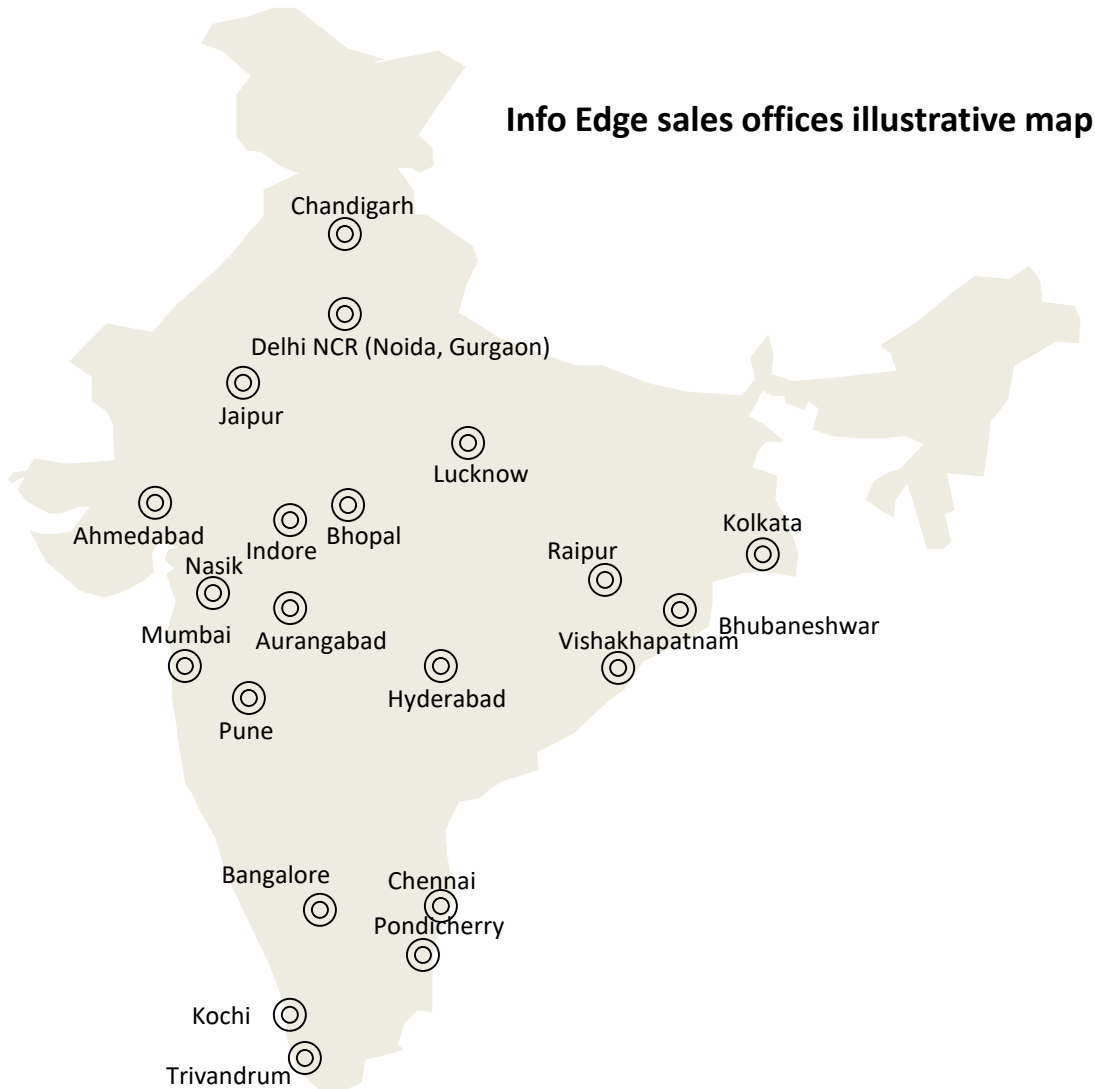 Info Edge sales offices illustrative map
Chandigarh
Delhi NCR (Noida, Gurgaon)
Jaipur
Lucknow
Ahmedabad
Indore
Bhopal
Kolkata
Raipur
Nasik
Bhubaneshwar
Mumbai
Aurangabad
Vishakhapatnam
Hyderabad
Pune
Bangalore
Chennai
Pondicherry
Kochi
Trivandrum